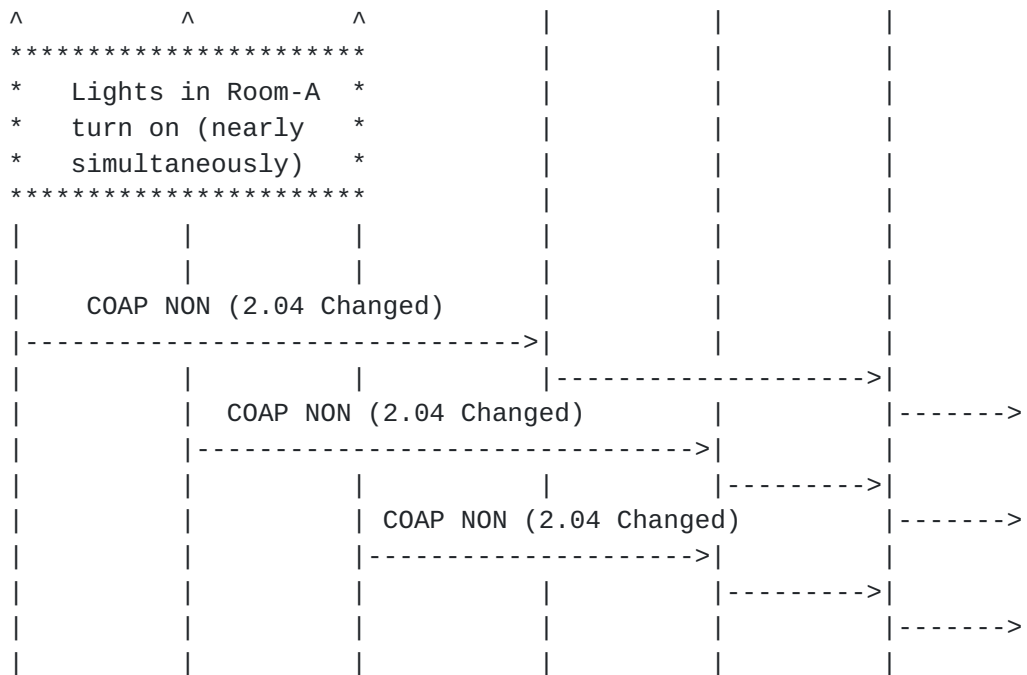 ^          ^          ^           |          |          |
***********************           |          |          |
*   Lights in Room-A  *           |          |          |
*   turn on (nearly   *           |          |          |
*   simultaneously)   *           |          |          |
***********************           |          |          |
|          |          |           |          |          |
|          |          |           |          |          |
|    COAP NON (2.04 Changed)      |          |          |
|-------------------------------->|          |          |
|          |          |           |-------------------->|
|          |  COAP NON (2.04 Changed)        |          |------->
|          |--------------------------------->|          |
|          |          |           |          |--------->|
|          |          | COAP NON (2.04 Changed)         |------->
|          |          |---------------------->|          |
|          |          |           |          |--------->|
|          |          |           |          |          |------->
|          |          |           |          |          |